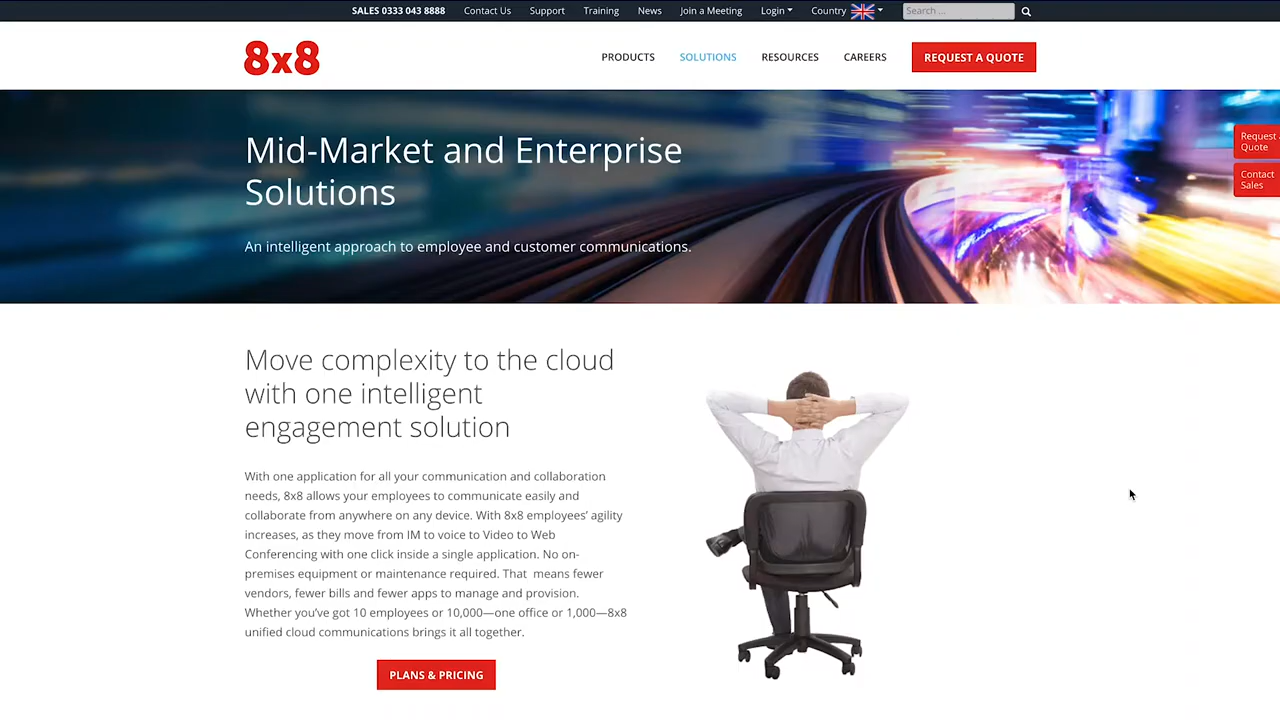 SALES 0333 043 8888 Contact Us Support Training News Join a Meeting Login Country Search ...
8x8 PRODUCTS SOLUTIONS RESOURCES CAREERS REQUEST A QUOTE
Mid-Market and Enterprise
Solutions
An intelligent approach to employee and customer communications.
Request a
Quote
Contact
Sales
Move complexity to the cloud
with one intelligent
engagement solution
With one application for all your communication and collaboration
needs, 8x8 allows your employees to communicate easily and
collaborate from anywhere on any device. With 8x8 employees’ agility
increases, as they move from IM to voice to Video to Web
Conferencing with one click inside a single application. No on-
premises equipment or maintenance required. That means fewer
vendors, fewer bills and fewer apps to manage and provision.
Whether you’ve got 10 employees or 10,000—one office or 1,000—8x8
unified cloud communications brings it all together.
PLANS & PRICING